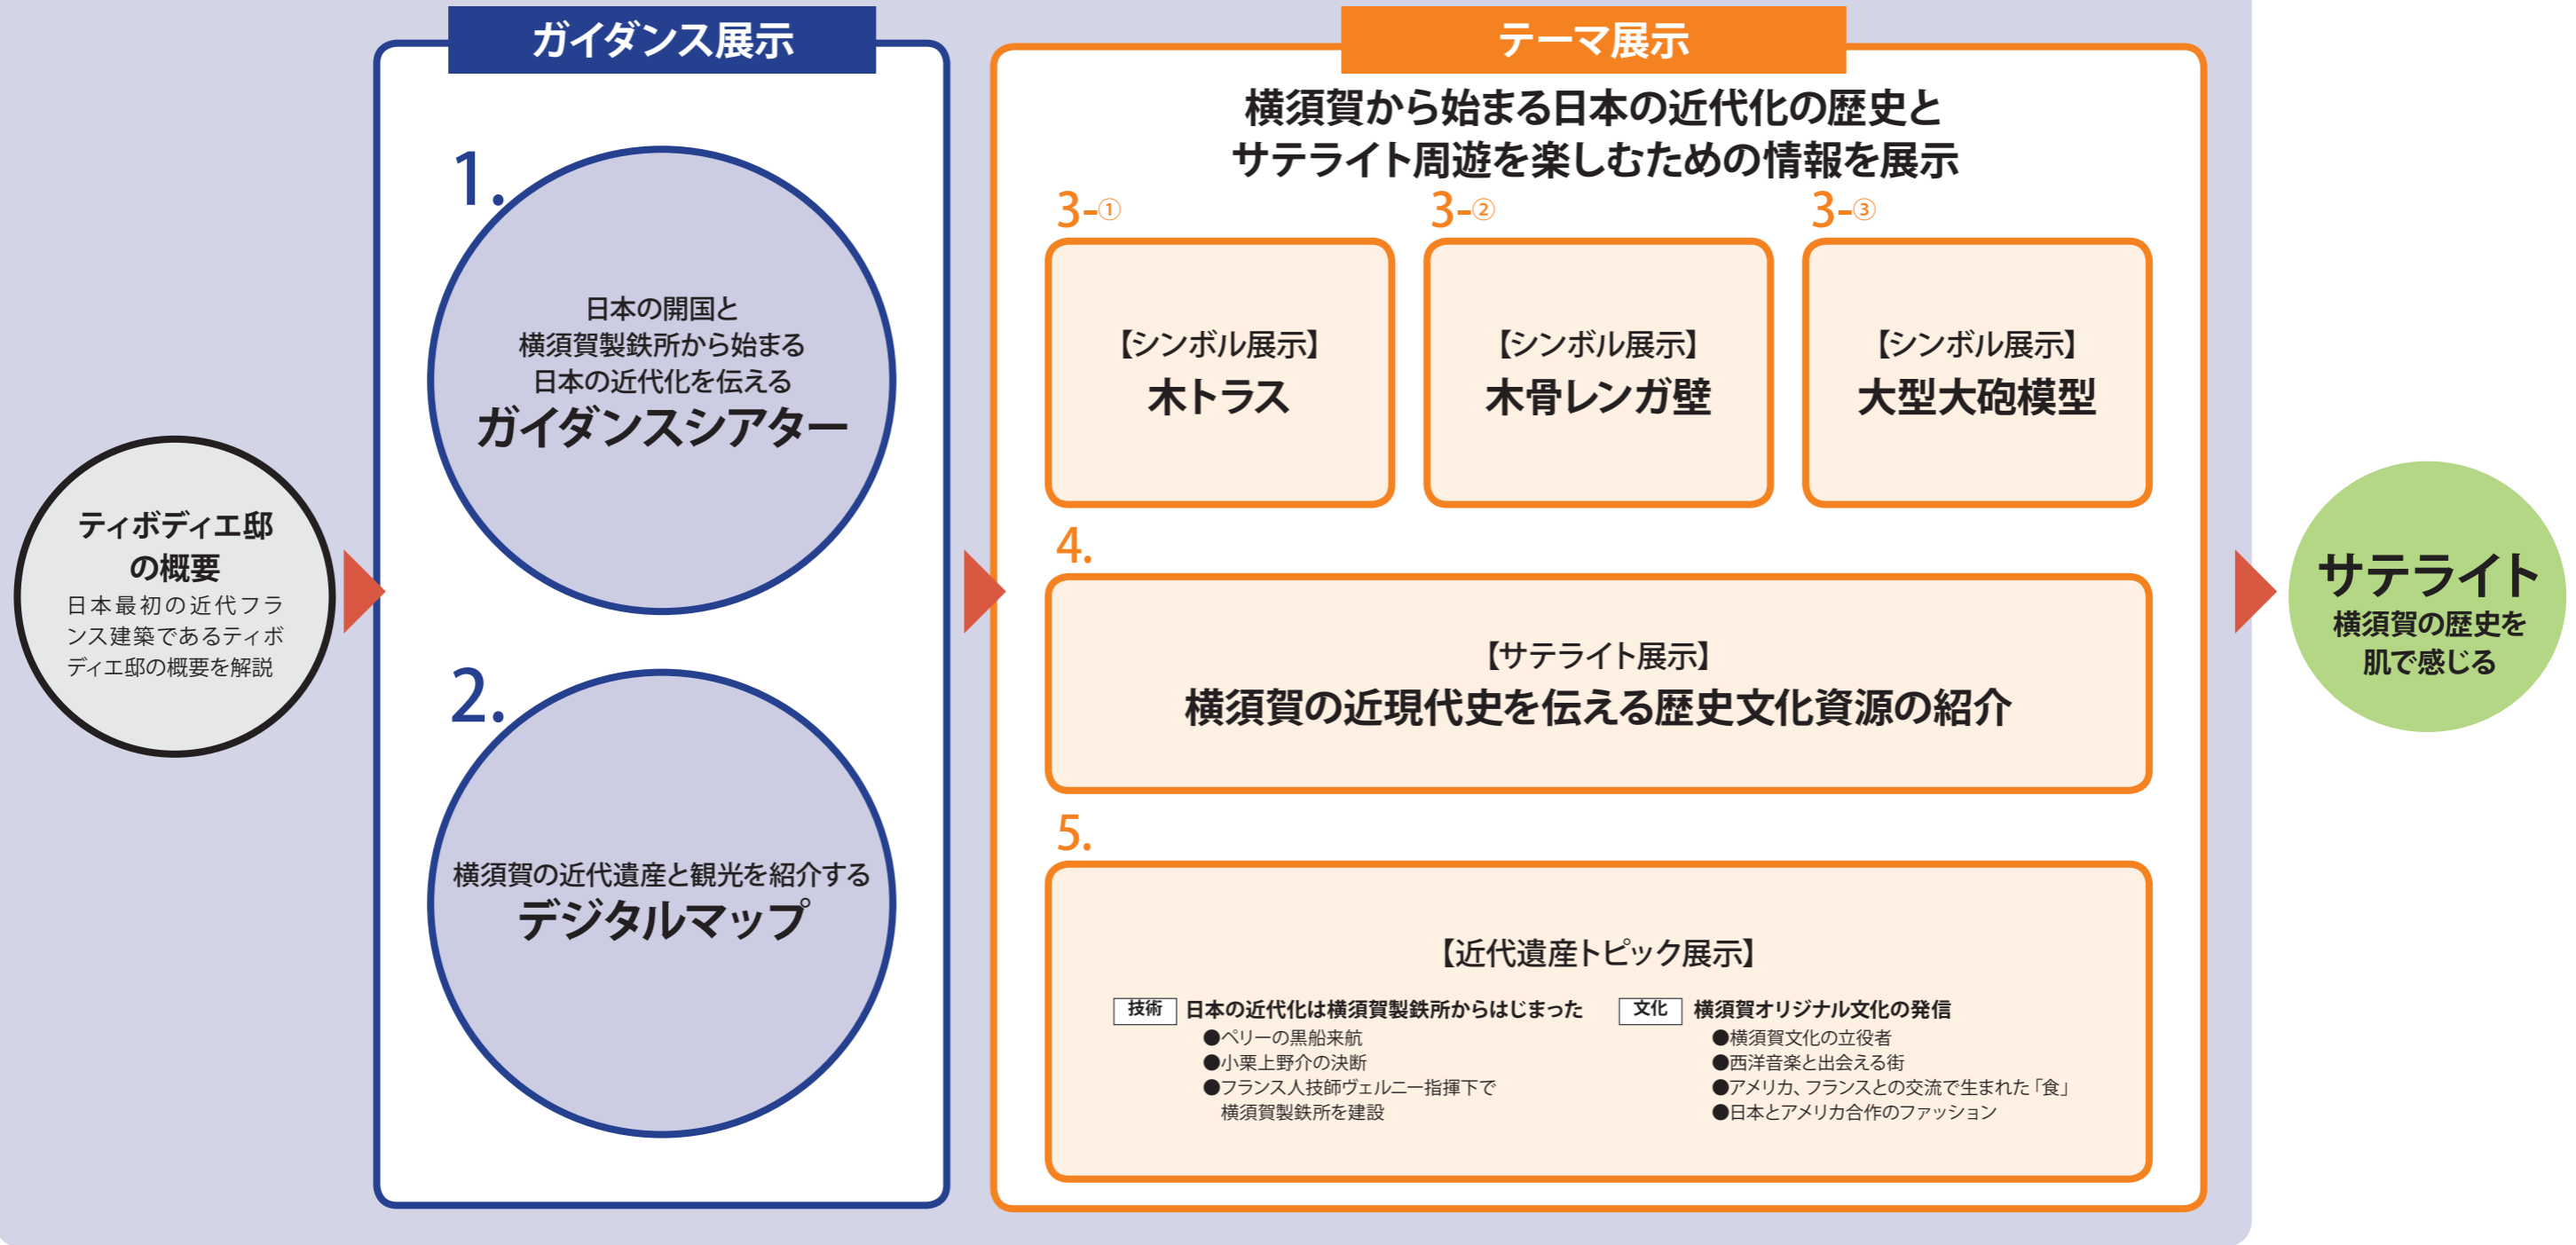 ティボディエ邸
の概要
日本最初の近代フラ
ンス建築であるティボ
ディエ邸の概要を解説
ガイダンス展示
1.
日本の開国と
横須賀製鉄所から始まる
日本の近代化を伝える
ガイダンスシアター
2.
横須賀の近代遺産と観光を紹介する
デジタルマップ
テーマ展示
横須賀から始まる日本の近代化の歴史と
サテライト周遊を楽しむための情報を展示
3-①
【シンボル展示】
木トラス
3-②
【シンボル展示】
木骨レンガ壁
3-③
【シンボル展示】
大型大砲模型
4.
【サテライト展示】
横須賀の近現代史を伝える歴史文化資源の紹介
5.
【近代遺産トピック展示】
技術 日本の近代化は横須賀製鉄所からはじまった
●ペリーの黒船来航
●小栗上野介の決断
●フランス人技師ヴェルニー指揮下で
横須賀製鉄所を建設
文化 横須賀オリジナル文化の発信
●横須賀文化の立役者
●西洋音楽と出会える街
●アメリカ、フランスとの交流で生まれた「食」
●日本とアメリカ合作のファッション
サテライト
横須賀の歴史を
肌で感じる